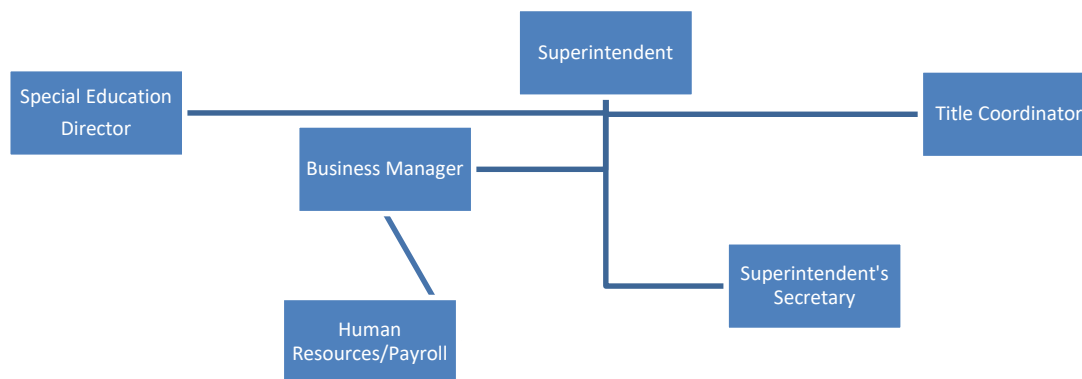 Superintendent
Special Education
Director
Title Coordinator
Business Manager
Superintendent's
Secretary
Human
Resources/Payroll